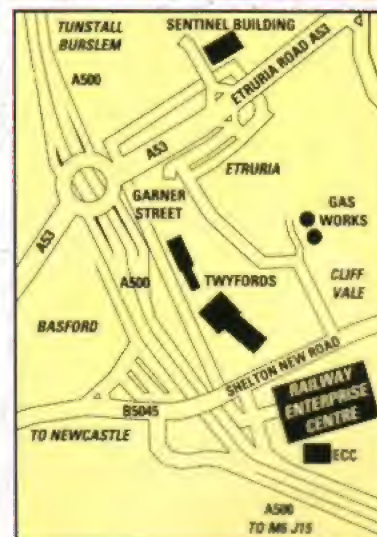 TUNSTALL
BURSLEM
SENTINEL BUILDING
A500
ETRURIA ROAD A53
A53
ETRURIA
GARNER
STREET
GAS
WORKS
A53
A500
TWYFORDS
CLIFF
VALE
BASFORD
SHELTON NEW ROAD
RAILWAY
ENTERPRISE
CENTRE
B5045
TO NEWCASTLE
ECC
A500
TO M6 J15